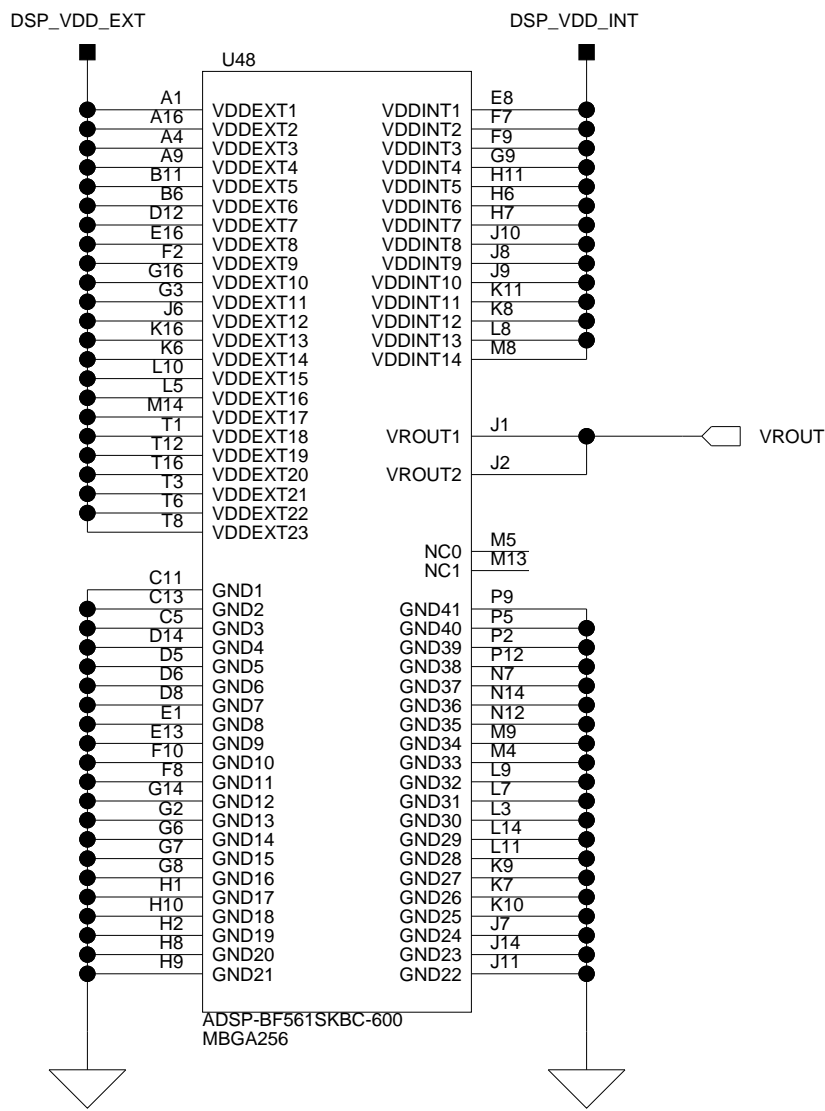 DSP_VDD_EXT DSP_VDD_INT
U48
A1 VDDEXT1 VDDINT1 E8
A16 VDDEXT2 VDDINT2 F7
A4 VDDEXT3 VDDINT3 F9
A9 VDDEXT4 VDDINT4 G9
B11 VDDEXT5 VDDINT5 H11
B6 VDDEXT6 VDDINT6 H6
D12 VDDEXT7 VDDINT7 H7
E16 VDDEXT8 VDDINT8 J10
F2 VDDEXT9 VDDINT9 J8
G16 VDDEXT10 VDDINT10 J9
G3 VDDEXT11 VDDINT11 K11
J6 VDDEXT12 VDDINT12 K8
K16 VDDEXT13 VDDINT13 L8
K6 VDDEXT14 VDDINT14 M8
L10 VDDEXT15
L5 VDDEXT16
M14 VDDEXT17
T1 VDDEXT18 VROUT1 J1 VROUT
T12 VDDEXT19
T16 VDDEXT20 VROUT2 J2
T3 VDDEXT21
T6 VDDEXT22
T8 VDDEXT23
NC0 M5
NC1 M13
C11 GND1
C13 GND2 GND41 P9
C5 GND3 GND40 P5
D14 GND4 GND39 P2
D5 GND5 GND38 P12
D6 GND6 GND37 N7
D8 GND7 GND36 N14
E1 GND8 GND35 N12
E13 GND9 GND34 M9
F10 GND10 GND33 M4
F8 GND11 GND32 L9
G14 GND12 GND31 L7
G2 GND13 GND30 L3
G6 GND14 GND29 L14
G7 GND15 GND28 L11
G8 GND16 GND27 K9
H1 GND17 GND26 K7
H10 GND18 GND25 K10
H2 GND19 GND24 J7
H8 GND20 GND23 J14
H9 GND21 GND22 J11
ADSP-BF561SKBC-600
MBGA256